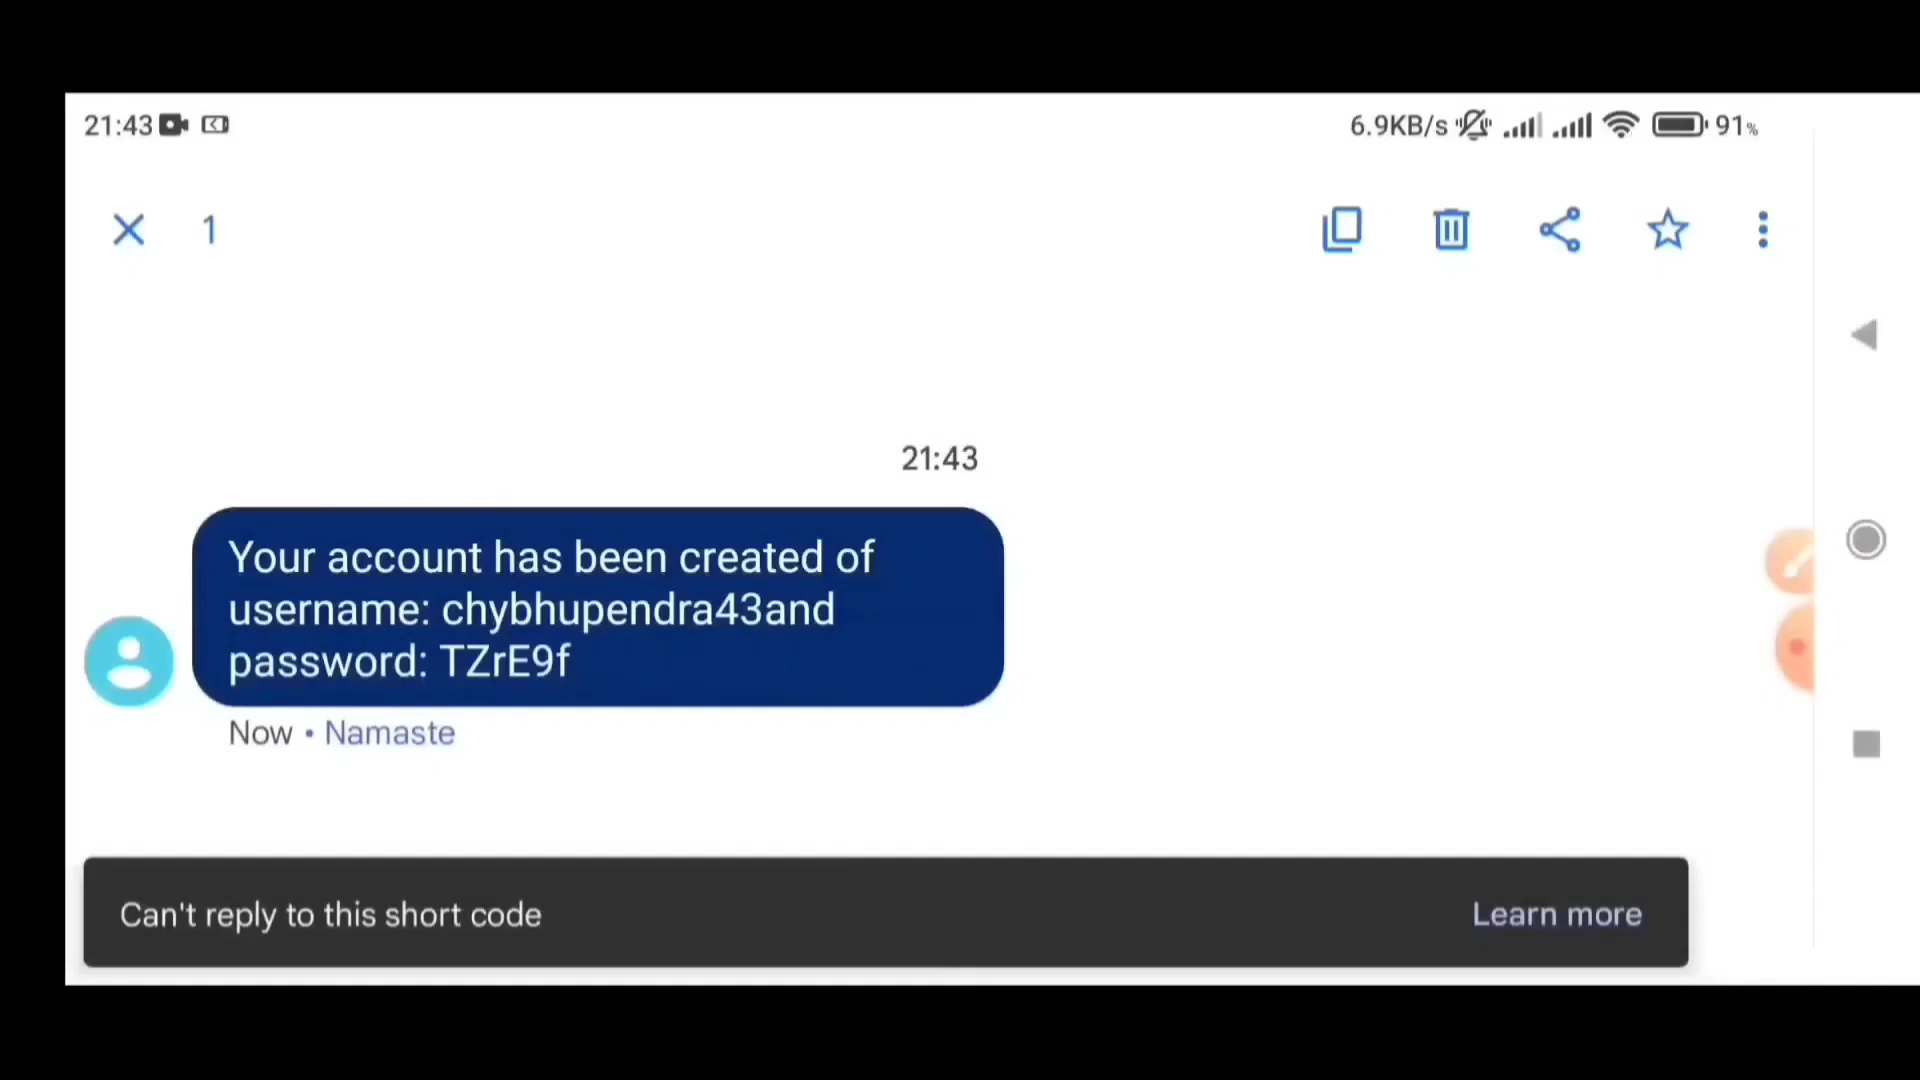 21:43
6.9KB/s 91%
1
21:43
Your account has been created of
username: chybhupendra43and
password: TZrE9f
Now • Namaste
Can't reply to this short code
Learn more